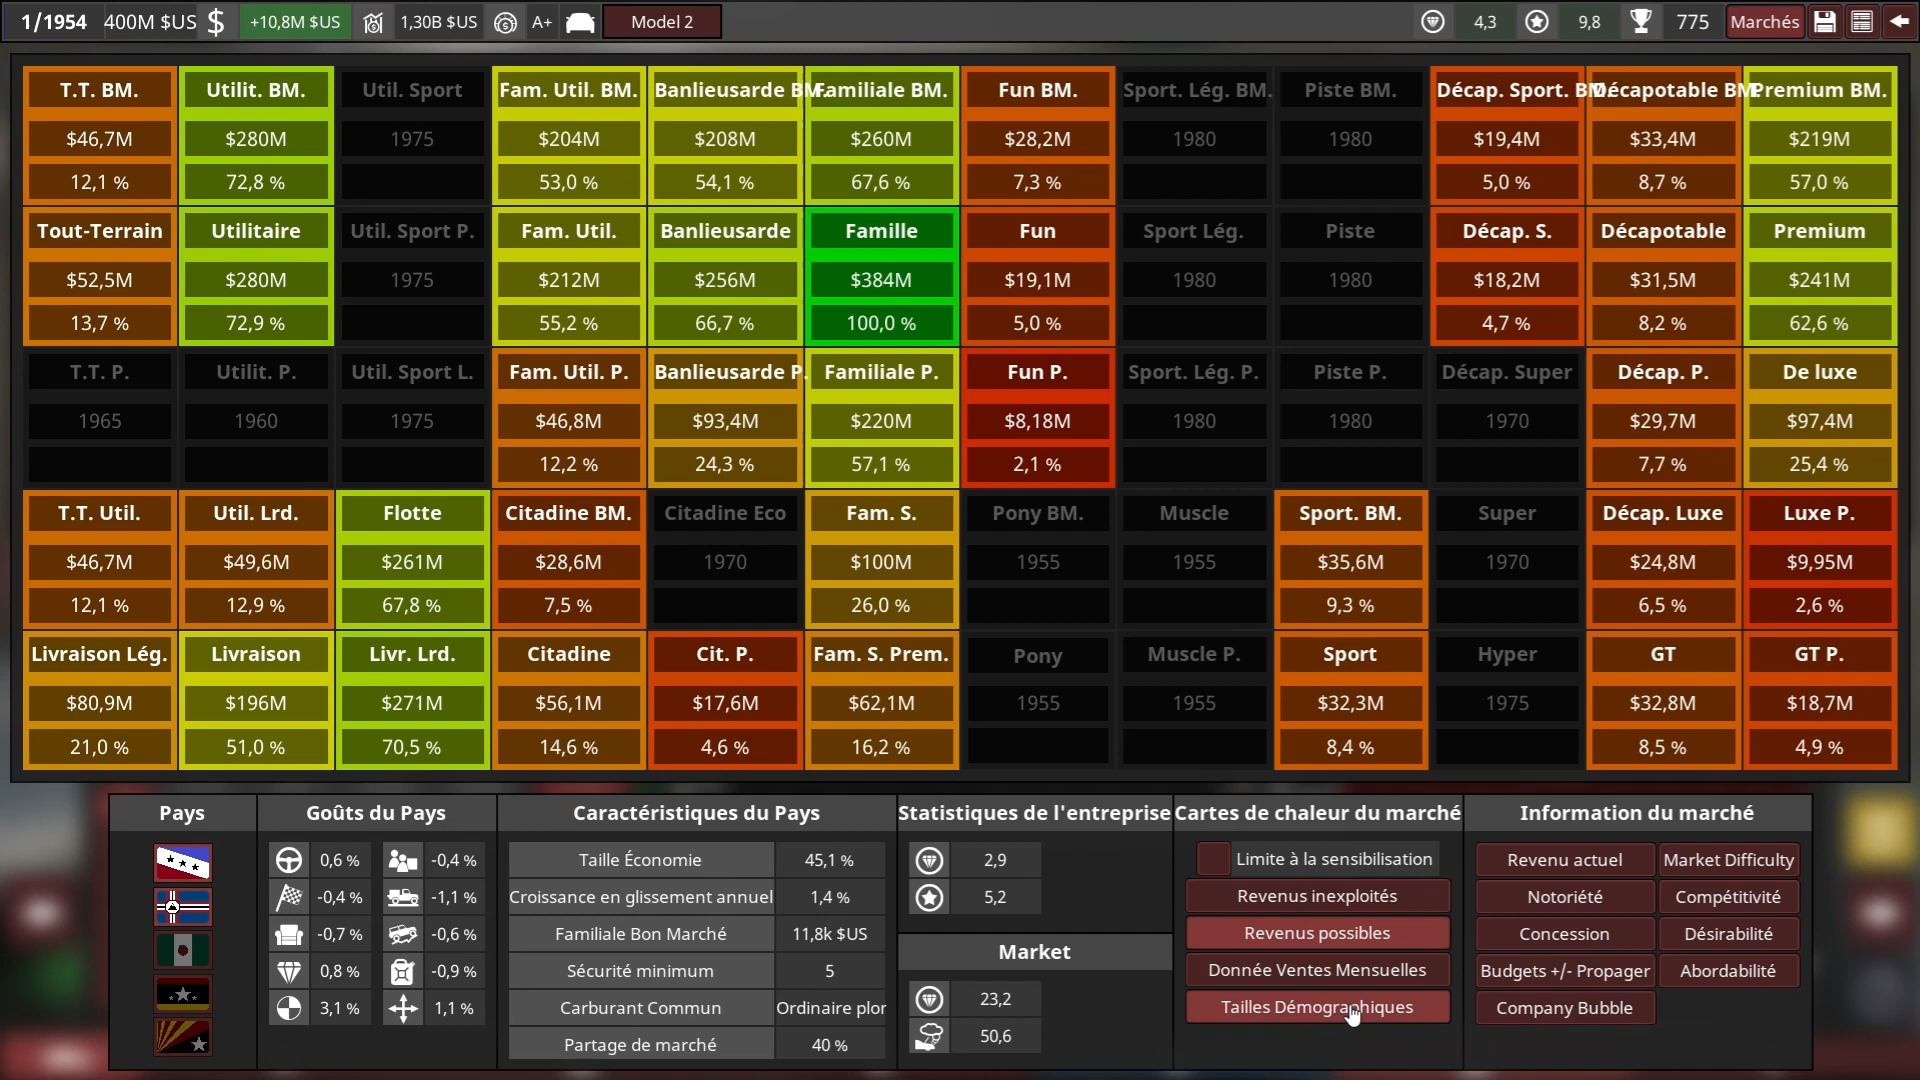 1/1954 400M $US +10,8M $US 1,30B $US A+ Model 2 4,3 9,8 775 Marchés
T.T. BM. Utilit. BM. Util. Sport Fam. Util. BM. Banlieusarde BM. Familiale BM. Fun BM. Sport. Lég. BM. Piste BM. Décap. Sport. BM. Décapotable BM. Premium BM.
$46,7M $280M 1975 $204M $208M $260M $28,2M 1980 1980 $19,4M $33,4M $219M
12,1 % 72,8 % 53,0 % 54,1 % 67,6 % 7,3 % 5,0 % 8,7 % 57,0 %
Tout-Terrain Utilitaire Util. Sport P. Fam. Util. Banlieusarde Famille Fun Sport Lég. Piste Décap. S. Décapotable Premium
$52,5M $280M 1975 $212M $256M $384M $19,1M 1980 1980 $18,2M $31,5M $241M
13,7 % 72,9 % 55,2 % 66,7 % 100,0 % 5,0 % 4,7 % 8,2 % 62,6 %
T.T. P. Utilit. P. Util. Sport L. Fam. Util. P. Banlieusarde P. Familiale P. Fun P. Sport. Lég. P. Piste P. Décap. Super Décap. P. De luxe
1965 1960 1975 $46,8M $93,4M $220M $8,18M 1980 1980 1970 $29,7M $97,4M
12,2 % 24,3 % 57,1 % 2,1 % 7,7 % 25,4 %
T.T. Util. Util. Lrd. Flotte Citadine BM. Citadine Eco Fam. S. Pony BM. Muscle Sport. BM. Super Décap. Luxe Luxe P.
$46,7M $49,6M $261M $28,6M 1970 $100M 1955 1955 $35,6M 1970 $24,8M $9,95M
12,1 % 12,9 % 67,8 % 7,5 % 26,0 % 9,3 % 6,5 % 2,6 %
Livraison Lég. Livraison Livr. Lrd. Citadine Cit. P. Fam. S. Prem. Pony Muscle P. Sport Hyper GT GT P.
$80,9M $196M $271M $56,1M $17,6M $62,1M 1955 1955 $32,3M 1975 $32,8M $18,7M
21,0 % 51,0 % 70,5 % 14,6 % 4,6 % 16,2 % 8,4 % 8,5 % 4,9 %
Pays
Goûts du Pays
0,6 % -0,4 %
-0,4 % -1,1 %
-0,7 % -0,6 %
0,8 % -0,9 %
3,1 % 1,1 %
Caractéristiques du Pays
Taille Économie 45,1 %
Croissance en glissement annuel 1,4 %
Familiale Bon Marché 11,8k $US
Sécurité minimum 5
Carburant Commun Ordinaire plor
Partage de marché 40 %
Statistiques de l'entreprise
2,9
5,2
Market
23,2
50,6
Cartes de chaleur du marché
Limite à la sensibilisation
Revenus inexploités
Revenus possibles
Donnée Ventes Mensuelles
Tailles Démographiques
Information du marché
Revenu actuel Market Difficulty
Notoriété Compétitivité
Concession Désirabilité
Budgets +/- Propager Abordabilité
Company Bubble